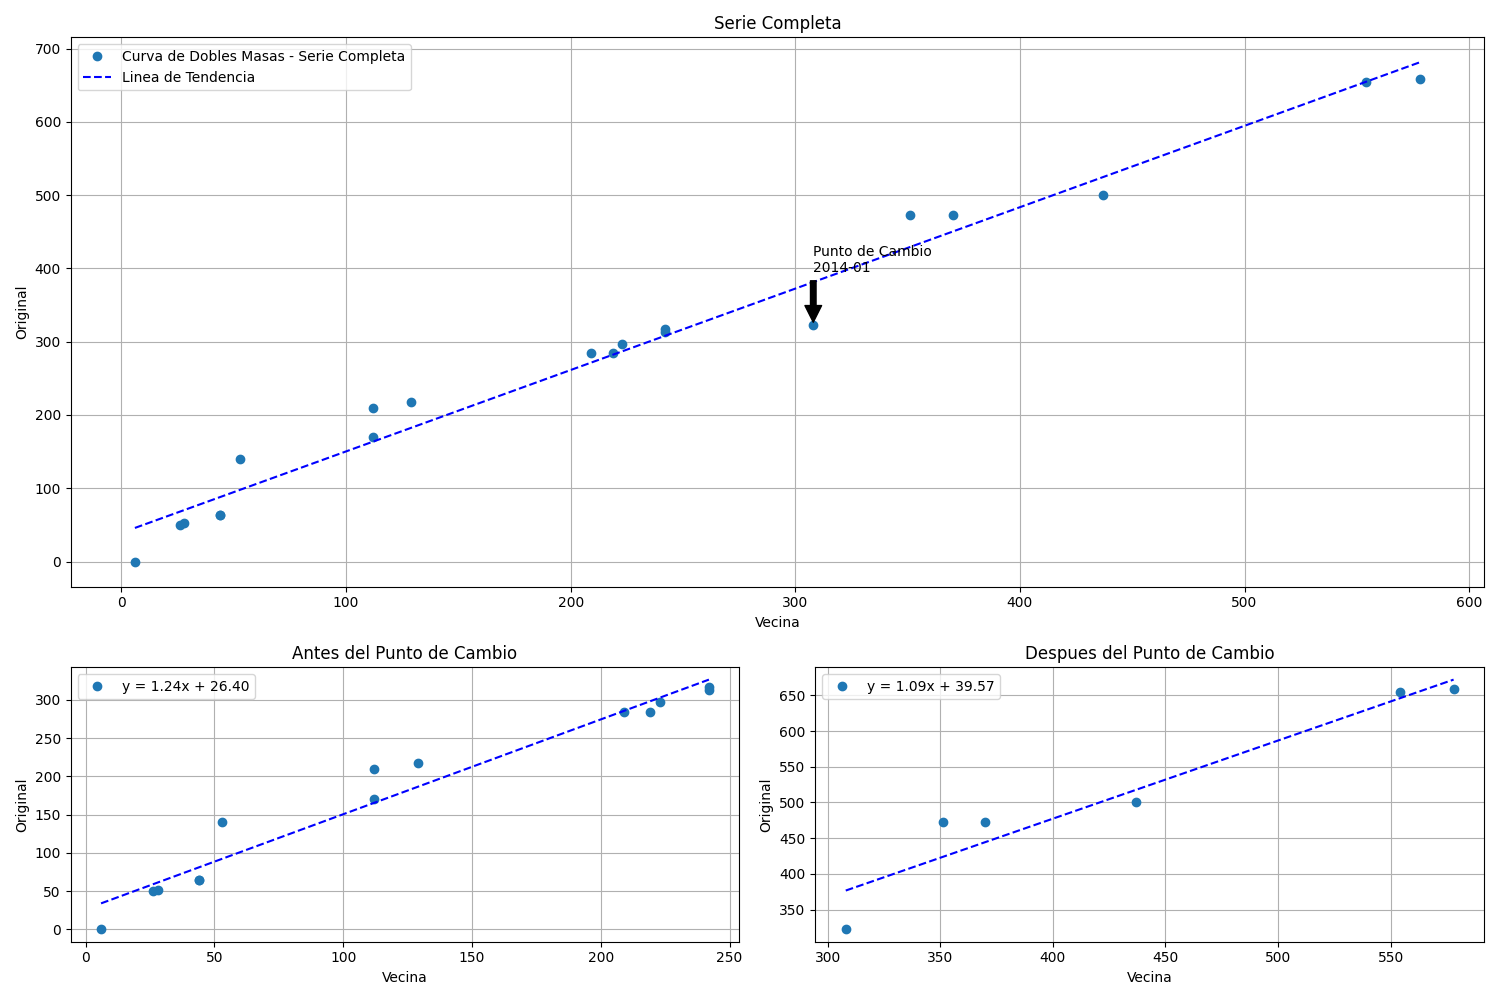 Serie Completa
Curva de Dobles Masas - Serie Completa
Linea de Tendencia
700
600
500
400
300
200
100
0
Original
Punto de Cambio
2014-01
0 100 200 300 400 500 600
Vecina
Antes del Punto de Cambio
y = 1.24x + 26.40
300
250
200
150
100
50
0
Original
0 50 100 150 200 250
Vecina
Despues del Punto de Cambio
y = 1.09x + 39.57
650
600
550
500
450
400
350
Original
300 350 400 450 500 550
Vecina